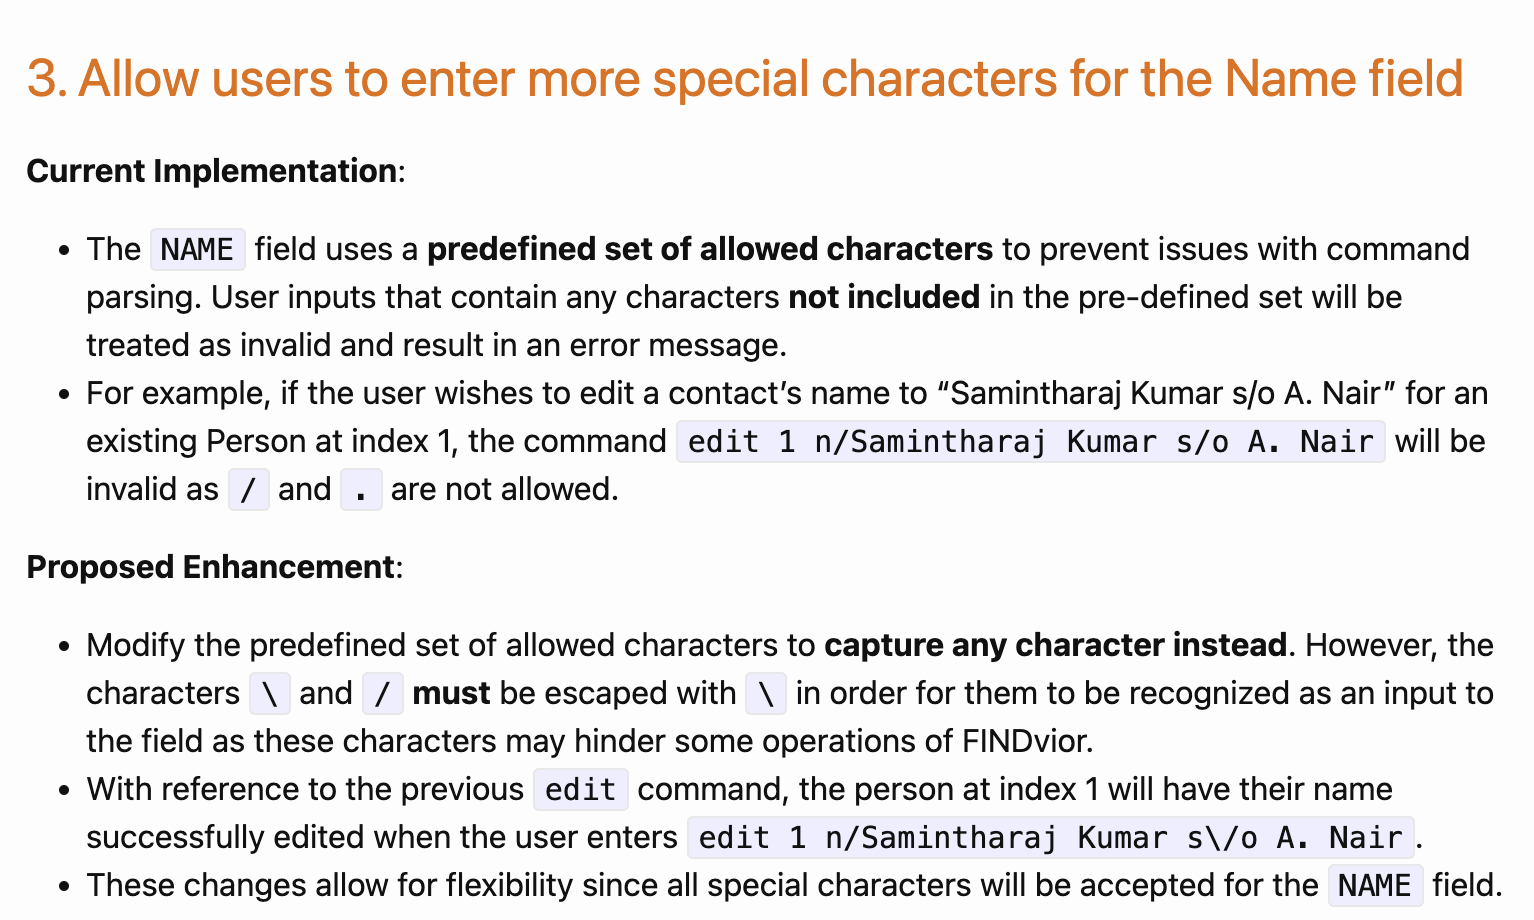 3. Allow users to enter more special characters for the Name field
Current Implementation:
• The NAME field uses a predefined set of allowed characters to prevent issues with command
parsing. User inputs that contain any characters not included in the pre-defined set will be
treated as invalid and result in an error message.
• For example, if the user wishes to edit a contact’s name to “Samintharaj Kumar s/o A. Nair” for an
existing Person at index 1, the command edit 1 n/Samintharaj Kumar s/o A. Nair will be
invalid as / and . are not allowed.
Proposed Enhancement:
• Modify the predefined set of allowed characters to capture any character instead. However, the
characters \ and / must be escaped with \ in order for them to be recognized as an input to
the field as these characters may hinder some operations of FINDvior.
• With reference to the previous edit command, the person at index 1 will have their name
successfully edited when the user enters edit 1 n/Samintharaj Kumar s\/o A. Nair.
• These changes allow for flexibility since all special characters will be accepted for the NAME field.